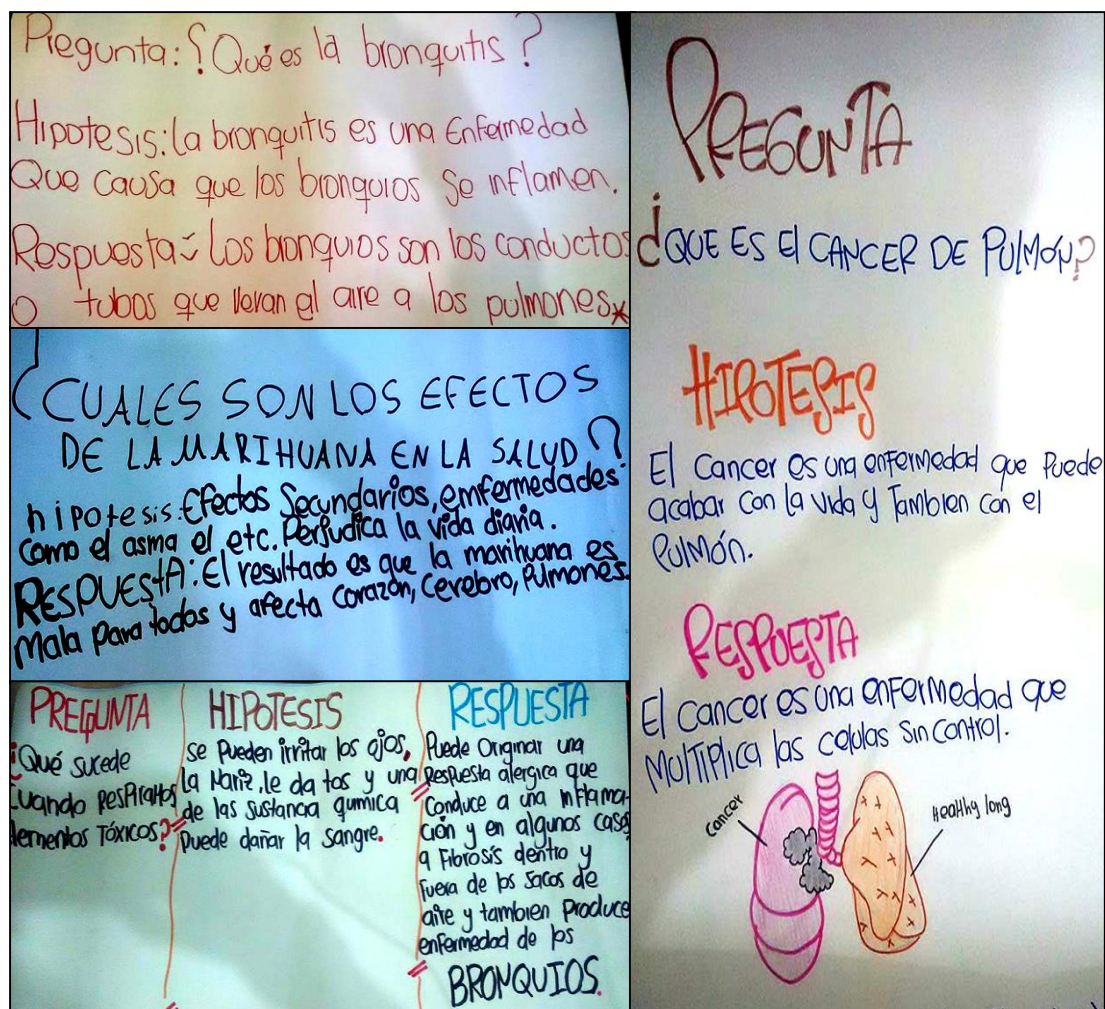 Pregunta: ¿Qué es la bronquitis?
Hipotesis: la bronquitis es una Enfermedad
Que causa que los bronquios se inflamen.
Respuesta: Los bronquios son los conductos
O tubos que llevan el aire a los pulmones*
¿CUALES SON LOS EFECTOS
DE LA MARIHUANA EN LA SALUD?
hipotesis: Efectos Secundarios, emfermedades
como el asma el etc. Perjudica la vida diaria.
RESPUEStA: El resultado es que la marihuana es
Mala para todos y afecta corazón, cerebro, Pulmones.
PREGUNTA
¿Qué sucede
Cuando RESPIRAMOS
lementos Tóxicos?
HIPOTESIS
se Pueden irritar los ojos,
la Nariz, le da tos y una
de las sustancia qumica
Puede dañar la sangre.
RESPUESTA
Puede Originar una
Respuesta alergica que
Conduce a una inflama-
ción y en algunos casos
a Fibrosis dentro y
fuera de los sacos de
aire y tambien Produce
enfermedad de los
BRONQUIOS.
PREGUNTA
¿QUE ES El CANCER DE PULMÓN?
HIPOTESIS
El Cancer es una enfermedad que Puede
acabar con la vida y Tambien con el
PUlMón.
RESPUESTA
El cancer es una enfermedad que
MUlTiPlica las celulas sin control.
Cancer
Healthy long